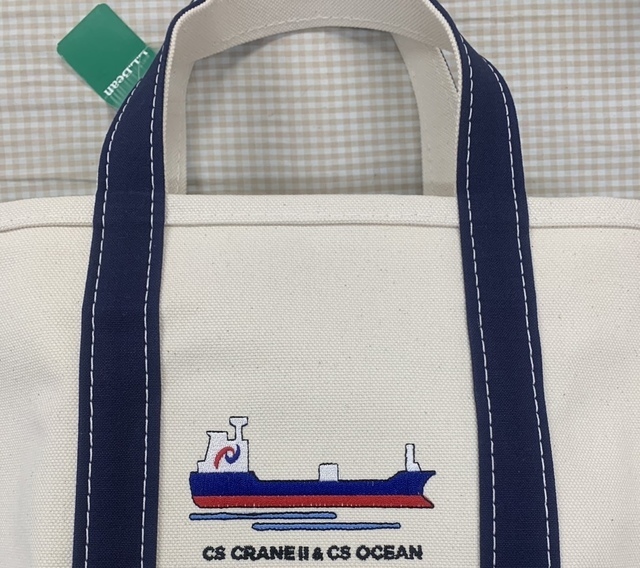 L.L.Bean
CS CRANE II & CS OCEAN